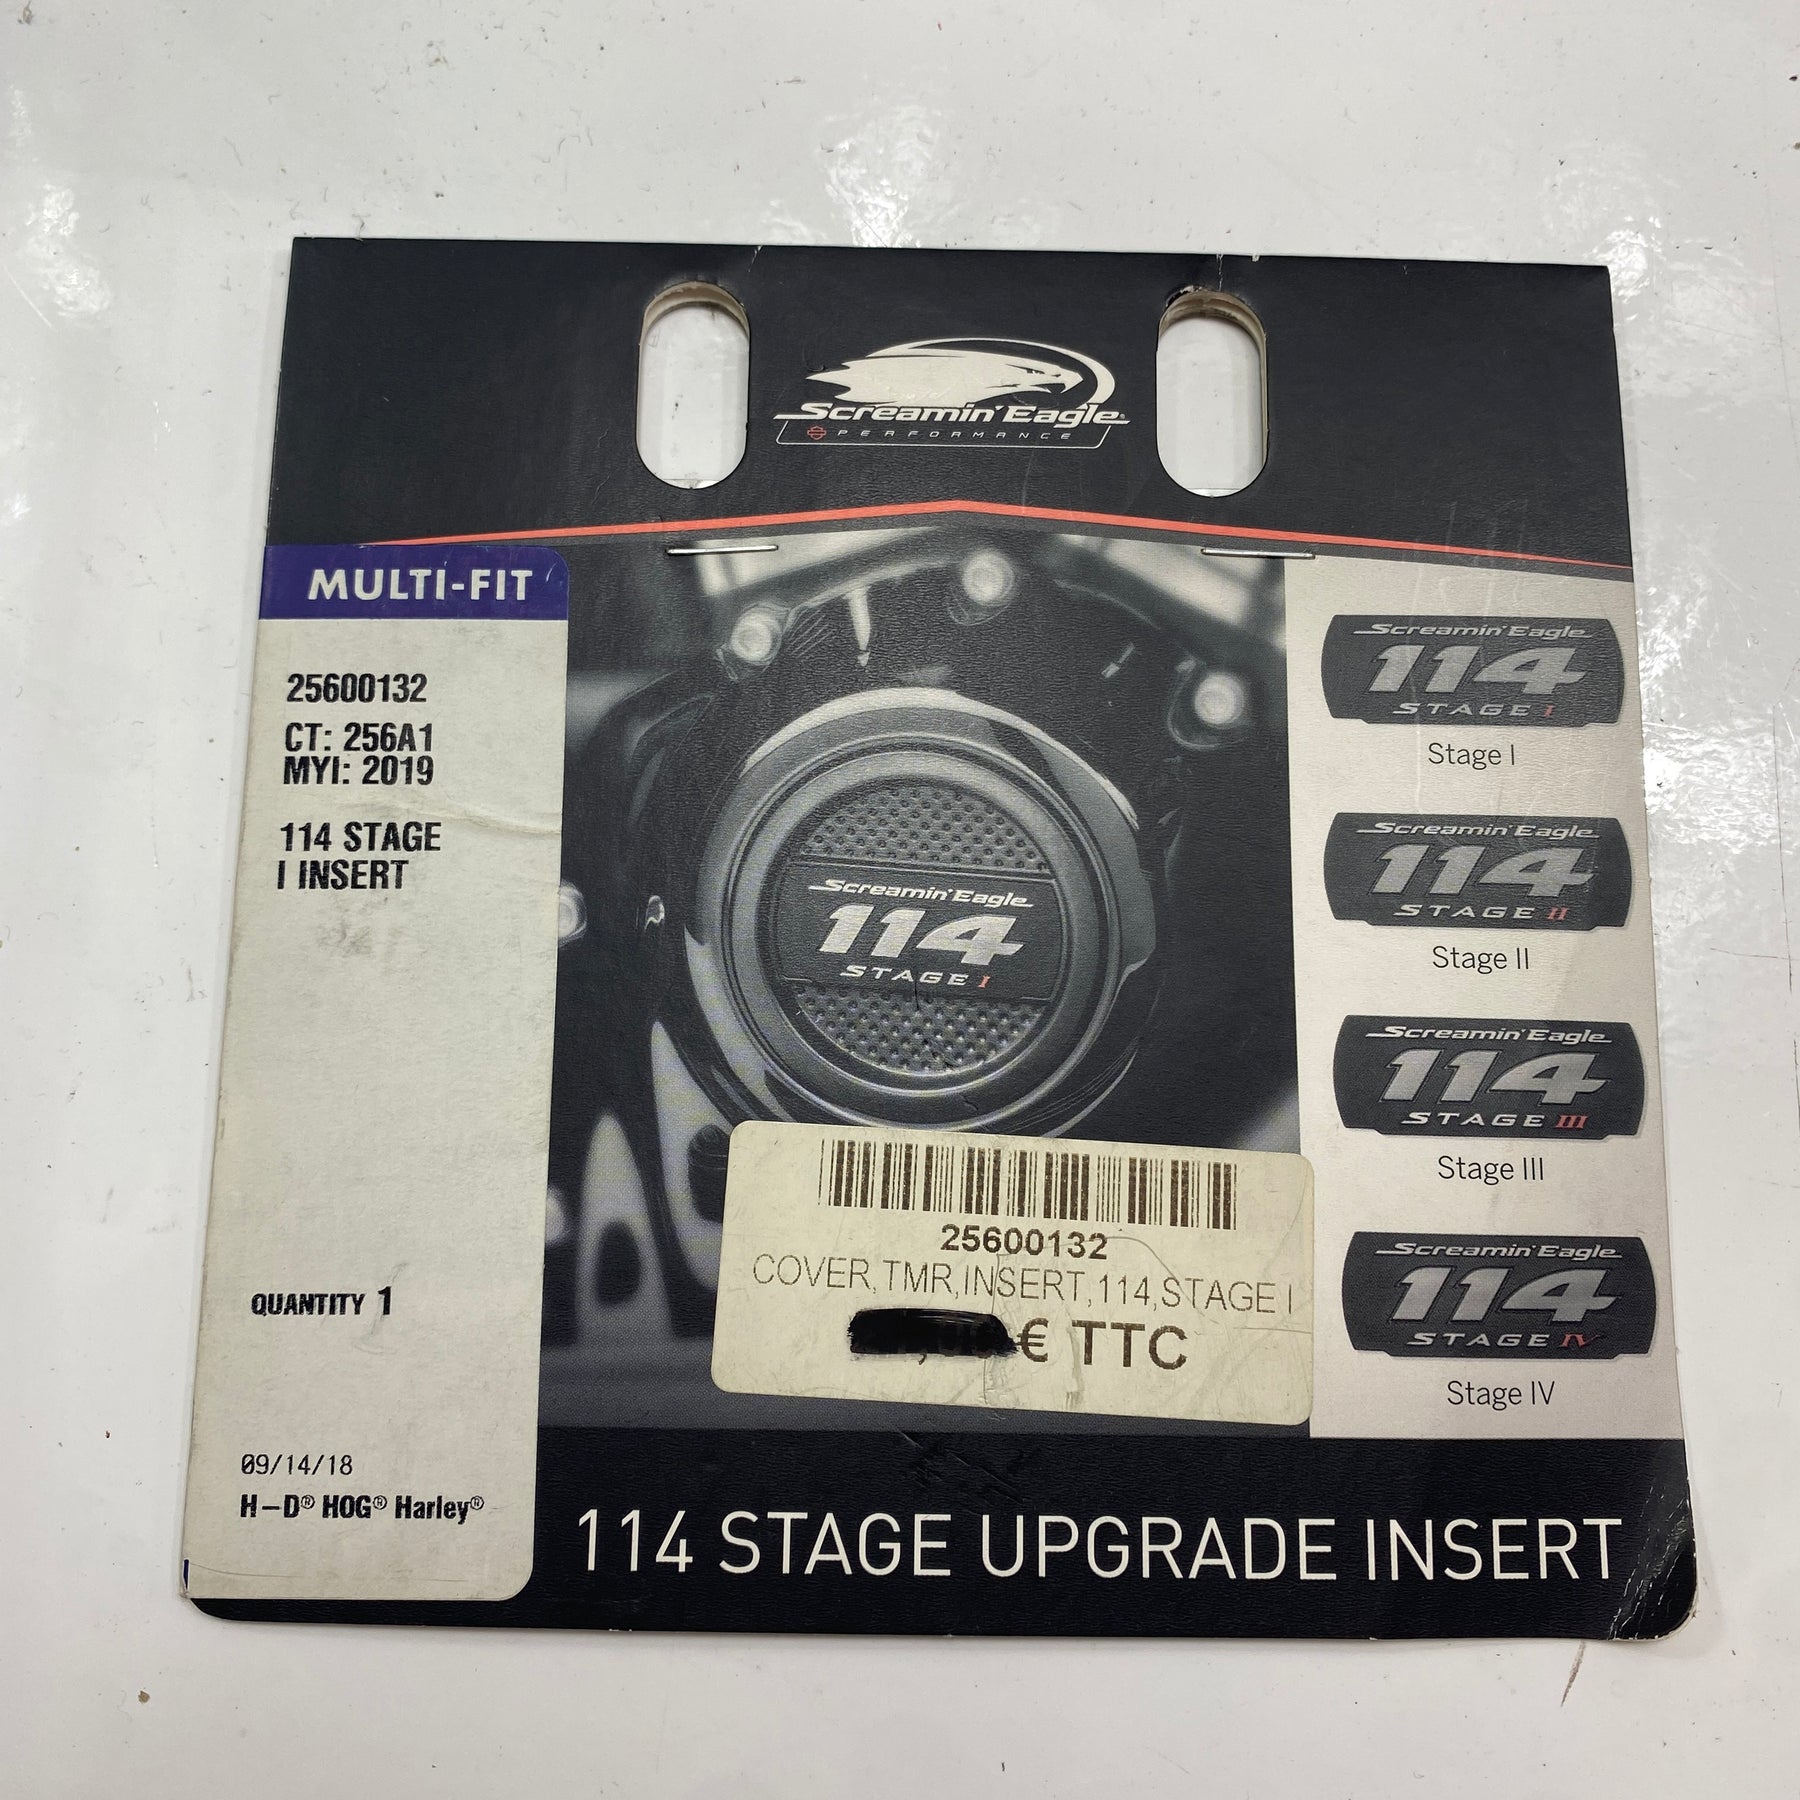 Screamin' Eagle®
PERFORMANCE
MULTI-FIT
25600132
CT: 256A1
MYI: 2019
114 STAGE
I INSERT
QUANTITY 1
09/14/18
H-D® HOG® Harley®
Screamin' Eagle
114
STAGE I
Screamin' Eagle
114
STAGE I
Stage I
Screamin' Eagle
114
STAGE II
Stage II
Screamin' Eagle
114
STAGE III
Stage III
Screamin' Eagle
114
STAGE IV
Stage IV
25600132
COVER,TMR,INSERT,114,STAGE I
€ TTC
114 STAGE UPGRADE INSERT